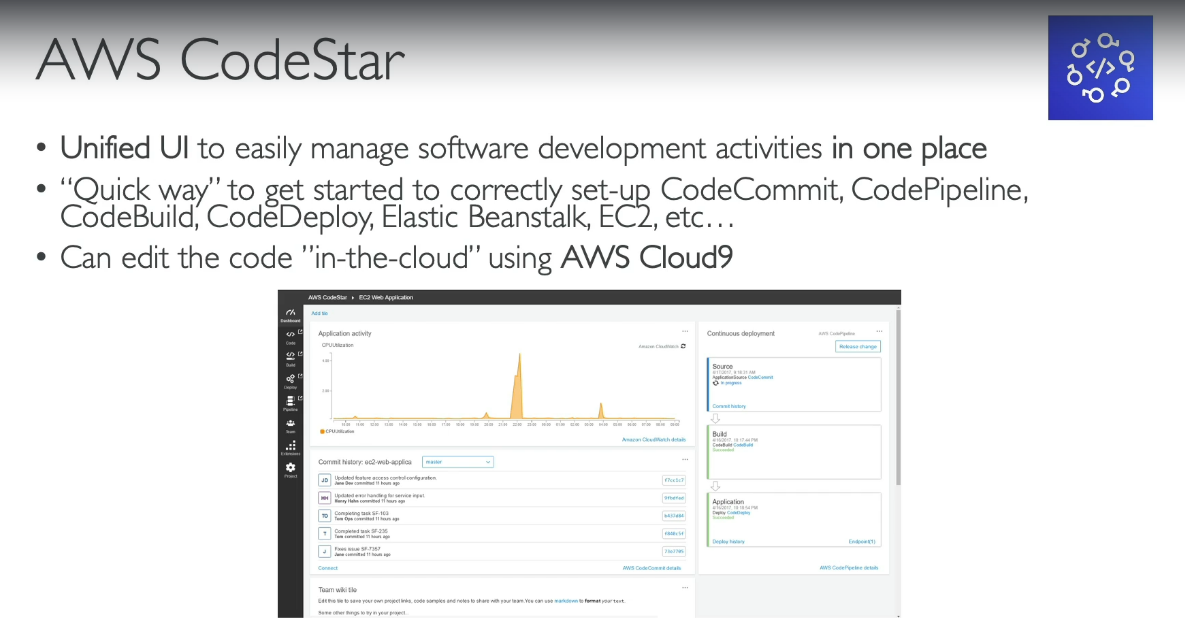 AWS CodeStar
</>
• Unified UI to easily manage software development activities in one place
• “Quick way” to get started to correctly set-up CodeCommit, CodePipeline,
CodeBuild, CodeDeploy, Elastic Beanstalk, EC2, etc…
• Can edit the code ”in-the-cloud” using AWS Cloud9
AWS CodeStar EC2 Web Application
Dashboard
Code
Build
Deploy
Pipeline
Team
Extensions
Project
Add tile
Application activity
CPUUtilization
Amazon CloudWatch
CPUUtilization
Amazon CloudWatch details
Commit history: ec2-web-applica master
JD Updated feature access control configuration.
Jane Doe committed 11 hours ago
MH Updated error handling for service input.
committed 11 hours ago
TO Completing task SF-103
committed 11 hours ago
T Completed task SF-235
Tom committed 11 hours ago
J Fixes issue SF-7357
Jane committed 11 hours ago
Connect AWS CodeCommit details
Team wiki tile
Edit this tile to save your own project links, code samples and notes to share with your team. You can use markdown to format your text.
Some other things to try in your project...
Continuous deployment AWS CodePipeline
Release change
Source
ApplicationSource CodeCommit
In progress
Commit history
Build
CodeBuild CodeBuild
Succeeded
Application
Deploy CodeDeploy
Succeeded
Deploy history Endpoint(1)
AWS CodePipeline details